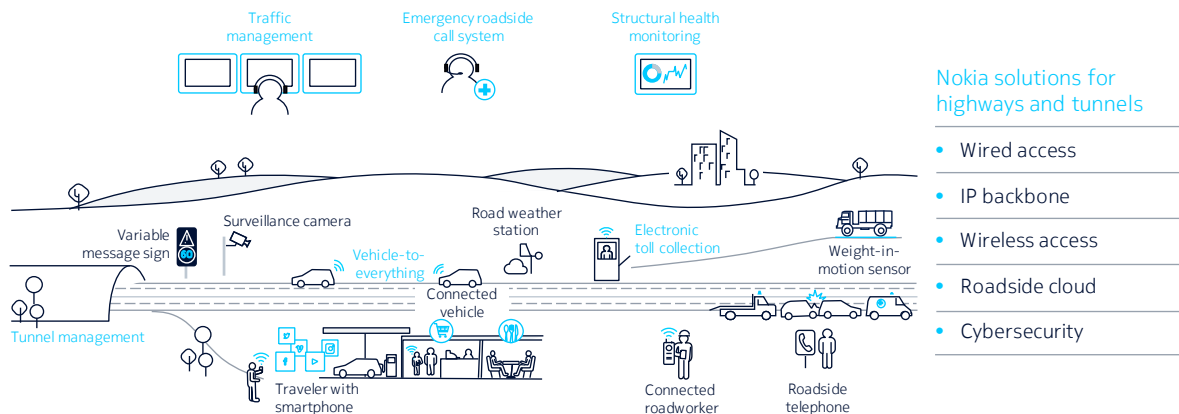 Traffic
management
Emergency roadside
call system
Structural health
monitoring
Nokia solutions for
highways and tunnels
• Wired access
• IP backbone
• Wireless access
• Roadside cloud
• Cybersecurity
Variable
message sign
60
Surveillance camera
Vehicle-to-
everything
Road weather
station
Connected
vehicle
Electronic
toll collection
Weight-in-
motion sensor
Tunnel management
Traveler with
smartphone
Connected
roadworker
Roadside
telephone